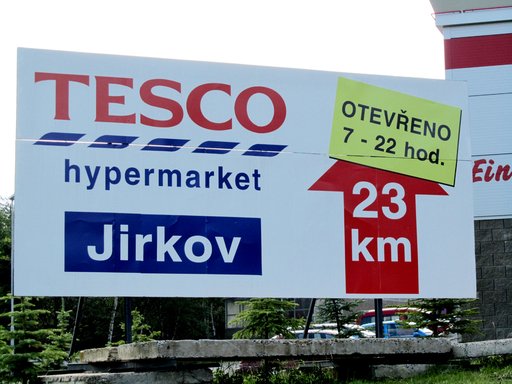 TESCO
hypermarket
Jirkov
OTEVŘENO
7 - 22 hod.
23
km
Ein